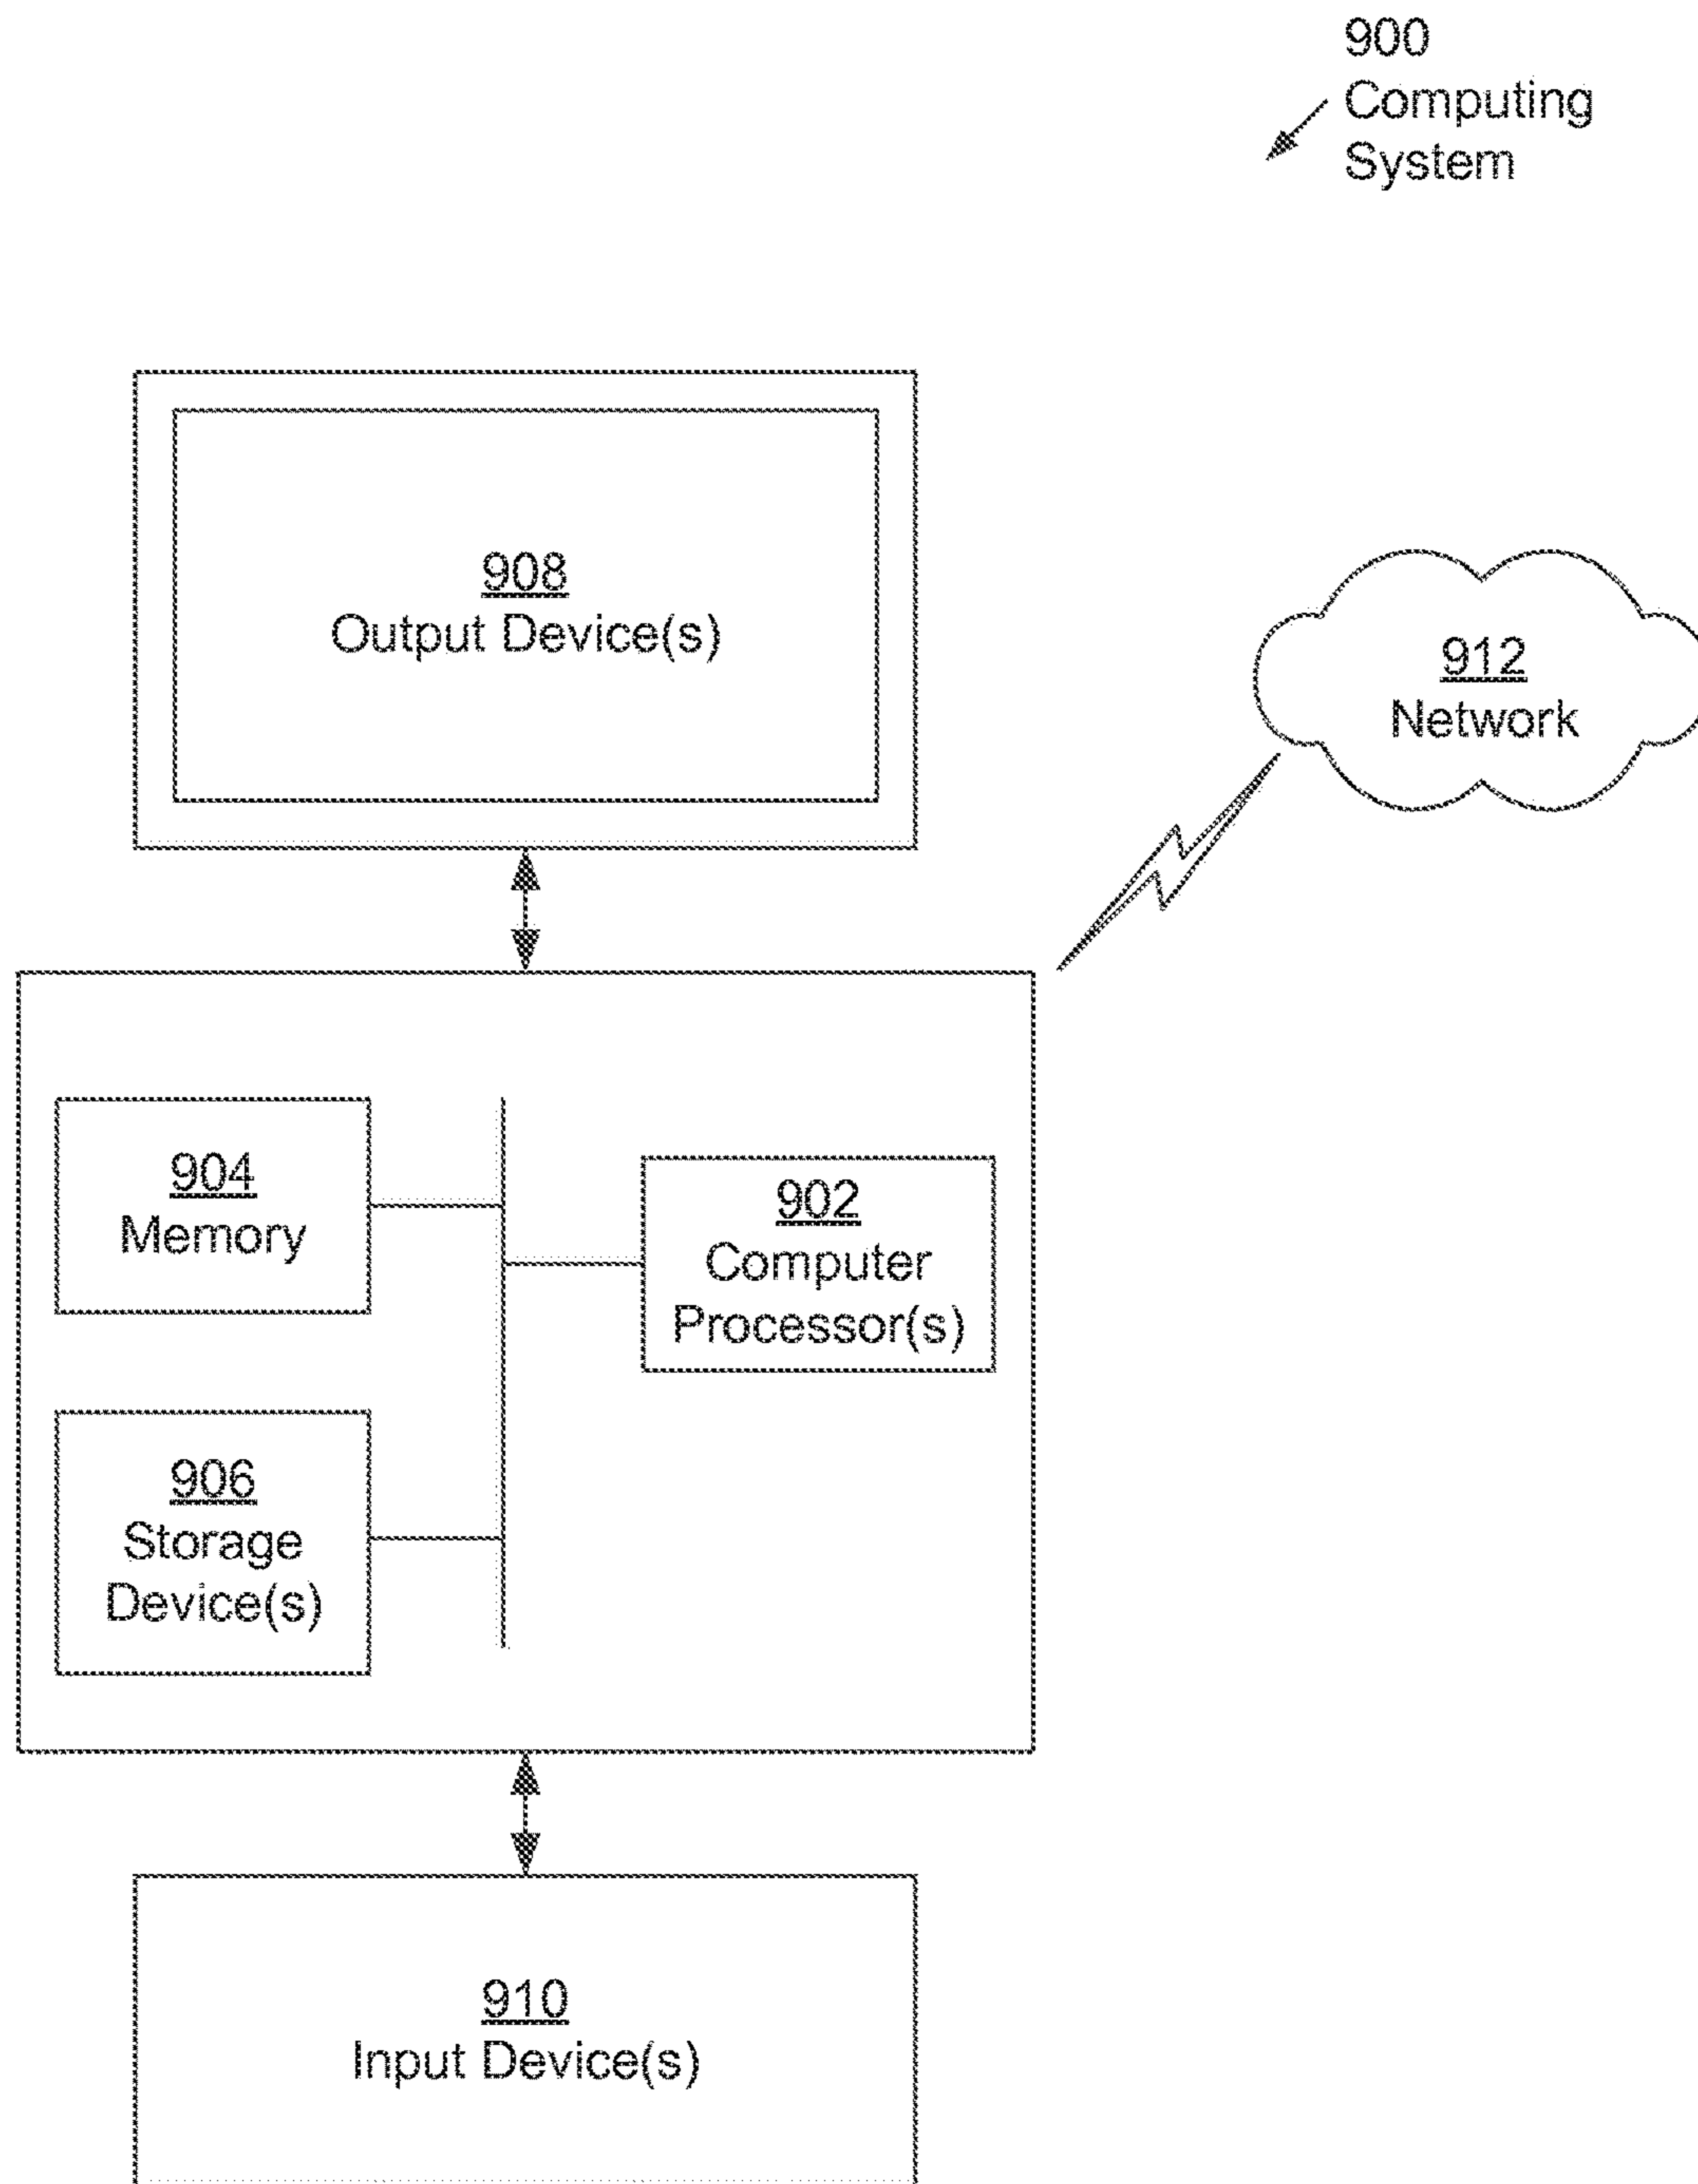 900
Computing
System
908
Output Device(s)
912
Network
904
Memory
902
Computer
Processor(s)
906
Storage
Device(s)
910
Input Device(s)